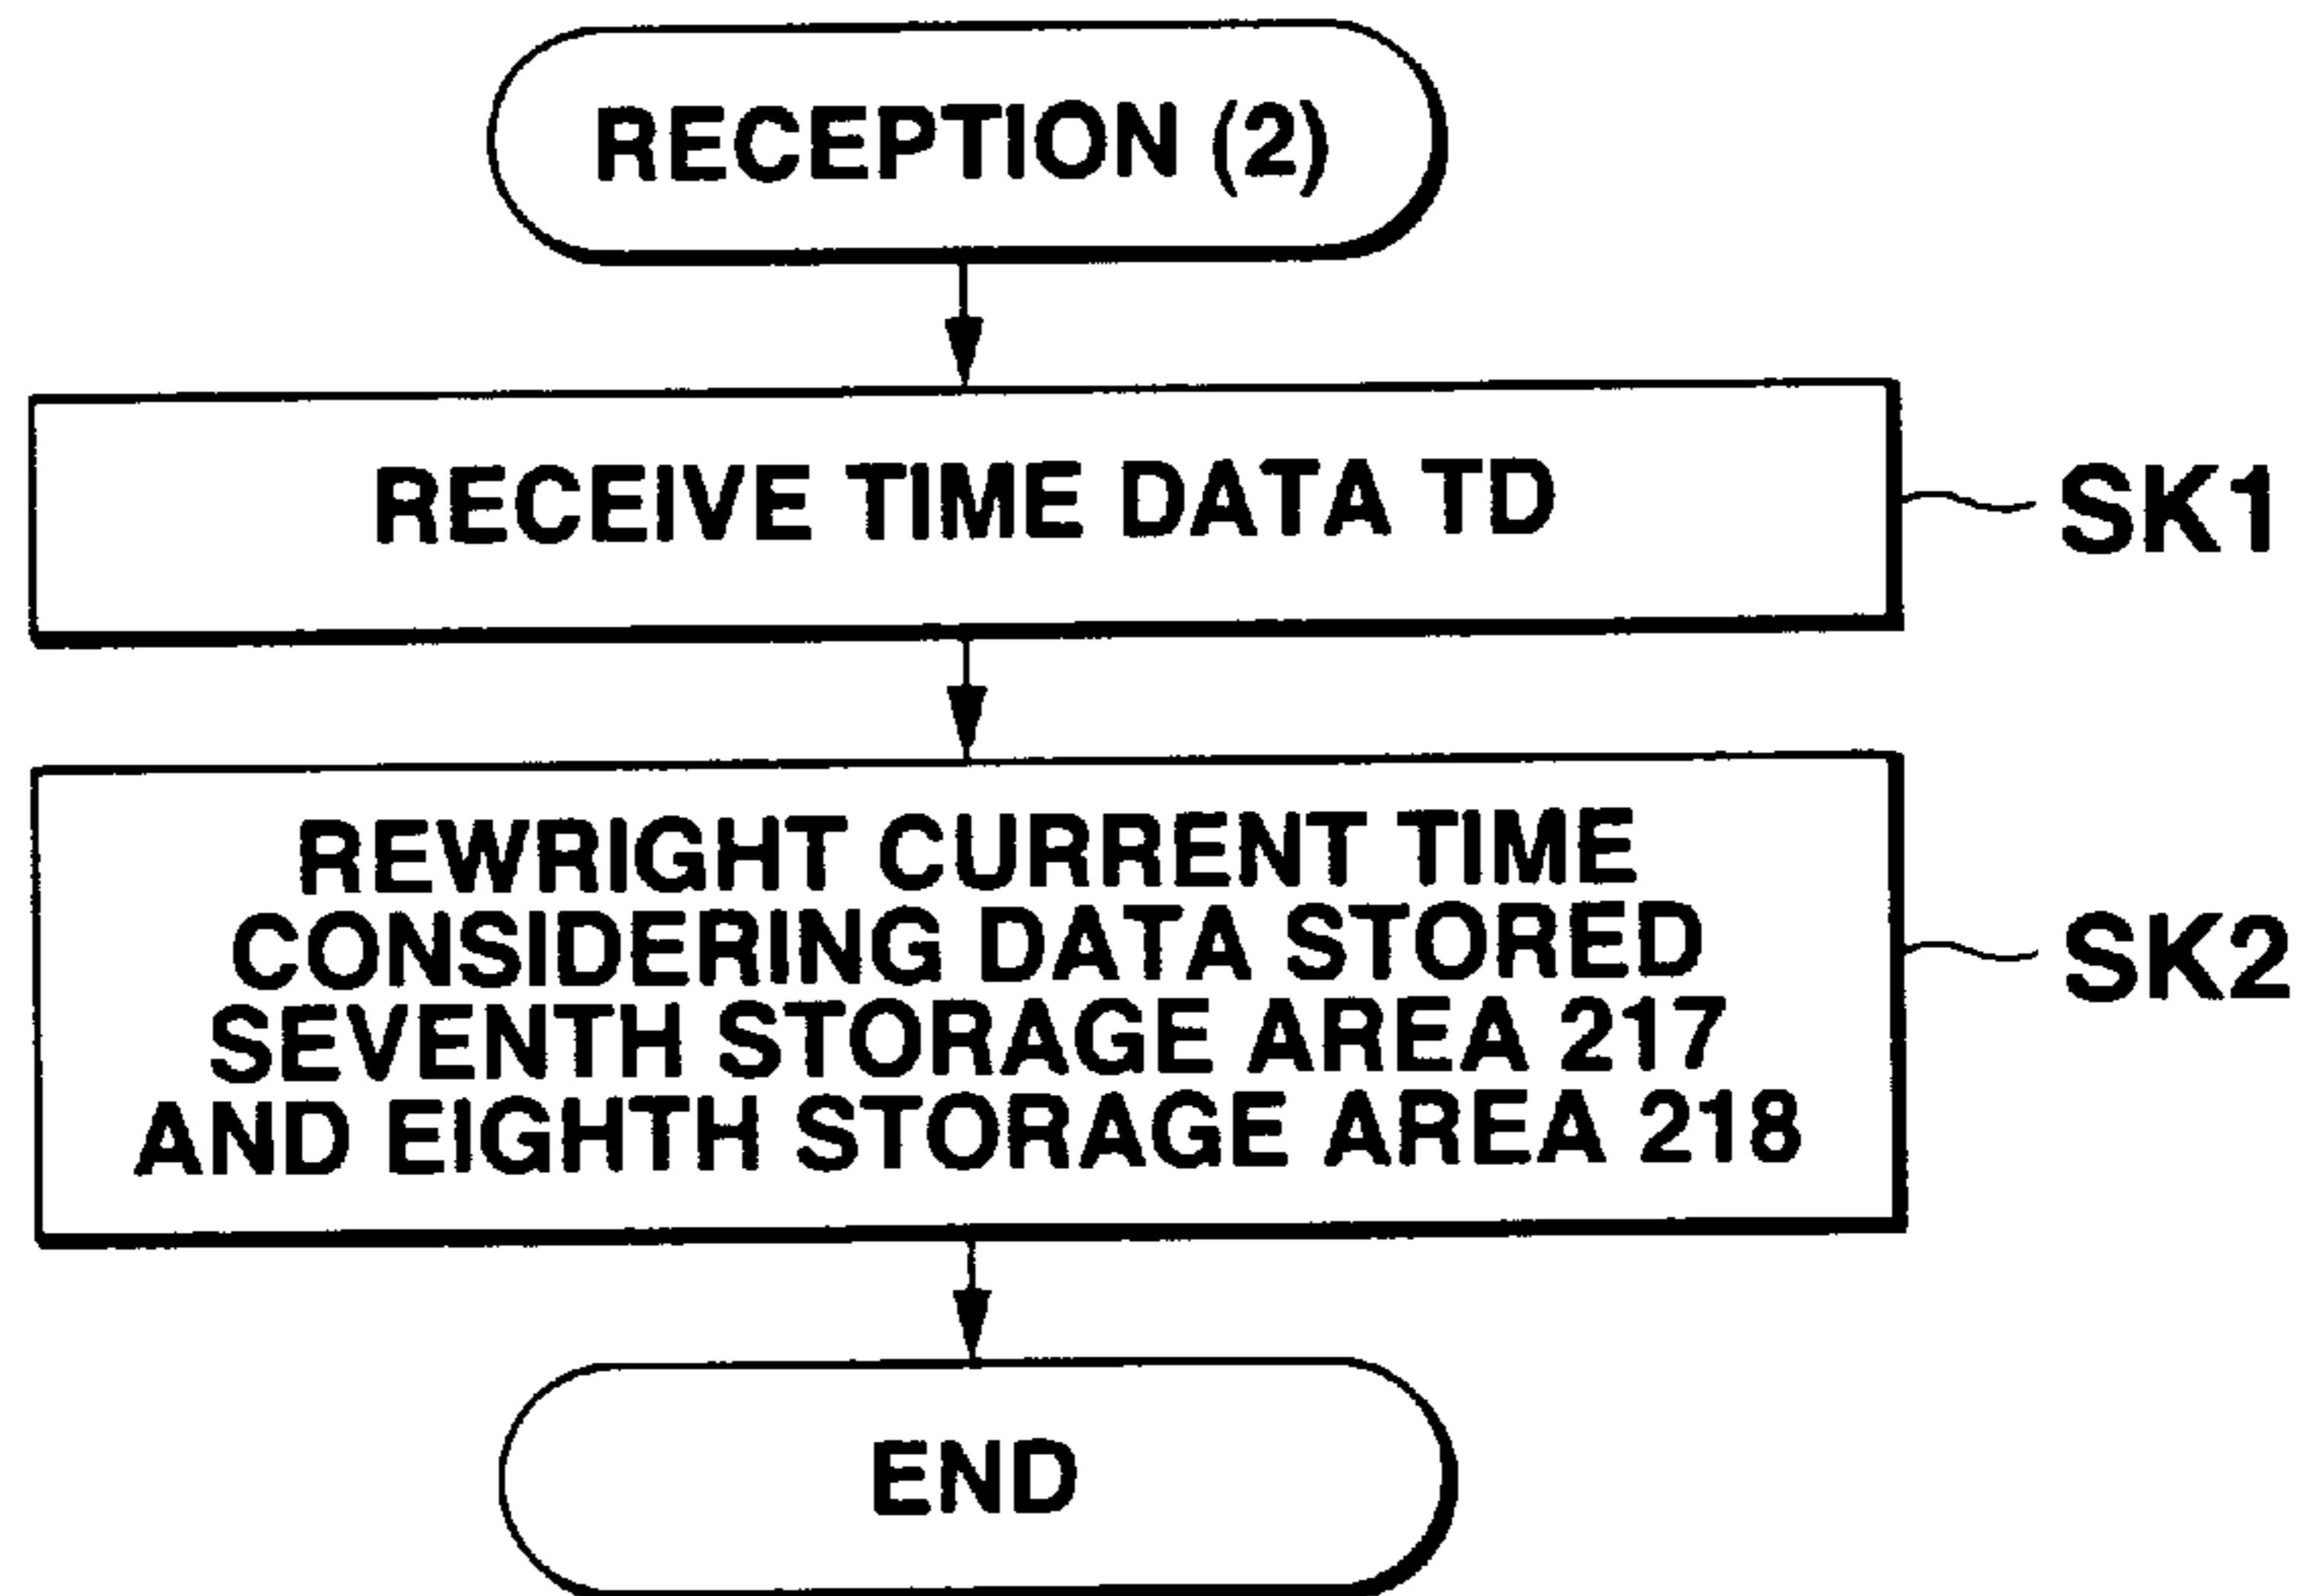 RECEPTION (2)
RECEIVE TIME DATA TD
SK1
REWRIGHT CURRENT TIME
CONSIDERING DATA STORED
SEVENTH STORAGE AREA 217
AND EIGHTH STORAGE AREA 218
SK2
END